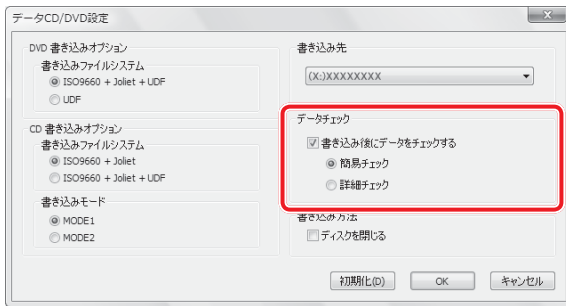 データCD/DVD設定
DVD 書き込みオプション
書き込みファイルシステム
ISO9660 + Joliet + UDF
UDF
CD 書き込みオプション
書き込みファイルシステム
ISO9660 + Joliet
ISO9660 + Joliet + UDF
書き込みモード
MODE1
MODE2
書き込み先
(X:)XXXXXXXX
データチェック
書き込み後にデータをチェックする
簡易チェック
詳細チェック
書き込み方法
ディスクを閉じる
初期化(D)
OK
キャンセル